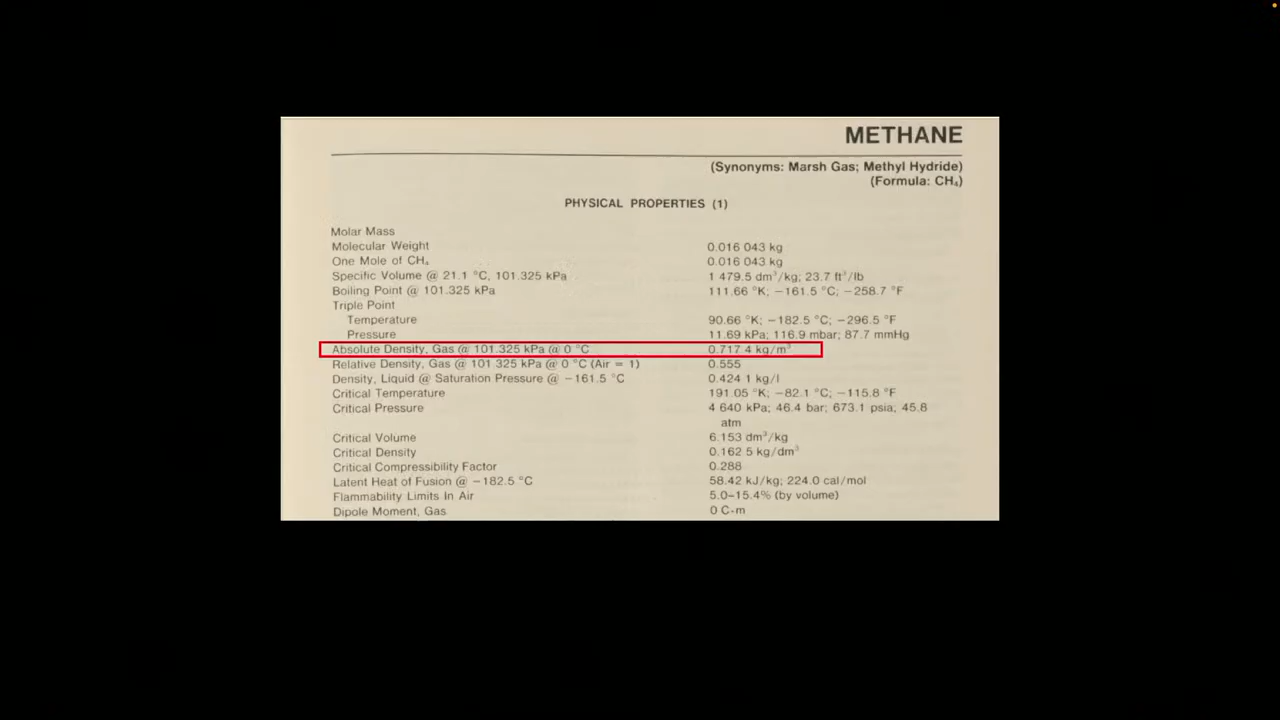 METHANE
(Synonyms: Marsh Gas; Methyl Hydride)
(Formula: CH₄)
PHYSICAL PROPERTIES (1)
Molar Mass
Molecular Weight 0.016 043 kg
One Mole of CH₄ 0.016 043 kg
Specific Volume @ 21.1 °C, 101.325 kPa 1 479.5 dm³/kg; 23.7 ft³/lb
Boiling Point @ 101.325 kPa 111.66 °K; −161.5 °C; −258.7 °F
Triple Point
Temperature 90.66 °K; −182.5 °C; −296.5 °F
Pressure 11.69 kPa; 116.9 mbar; 87.7 mmHg
Absolute Density, Gas @ 101.325 kPa @ 0 °C 0.717 4 kg/m³
Relative Density, Gas @ 101 325 kPa @ 0 °C (Air = 1) 0.555
Density, Liquid @ Saturation Pressure @ −161.5 °C 0.424 1 kg/l
Critical Temperature 191.05 °K; −82.1 °C; −115.8 °F
Critical Pressure 4 640 kPa; 46.4 bar; 673.1 psia; 45.8
atm
Critical Volume 6.153 dm³/kg
Critical Density 0.162 5 kg/dm³
Critical Compressibility Factor 0.288
Latent Heat of Fusion @ −182.5 °C 58.42 kJ/kg; 224.0 cal/mol
Flammability Limits In Air 5.0–15.4% (by volume)
Dipole Moment, Gas 0 C-m